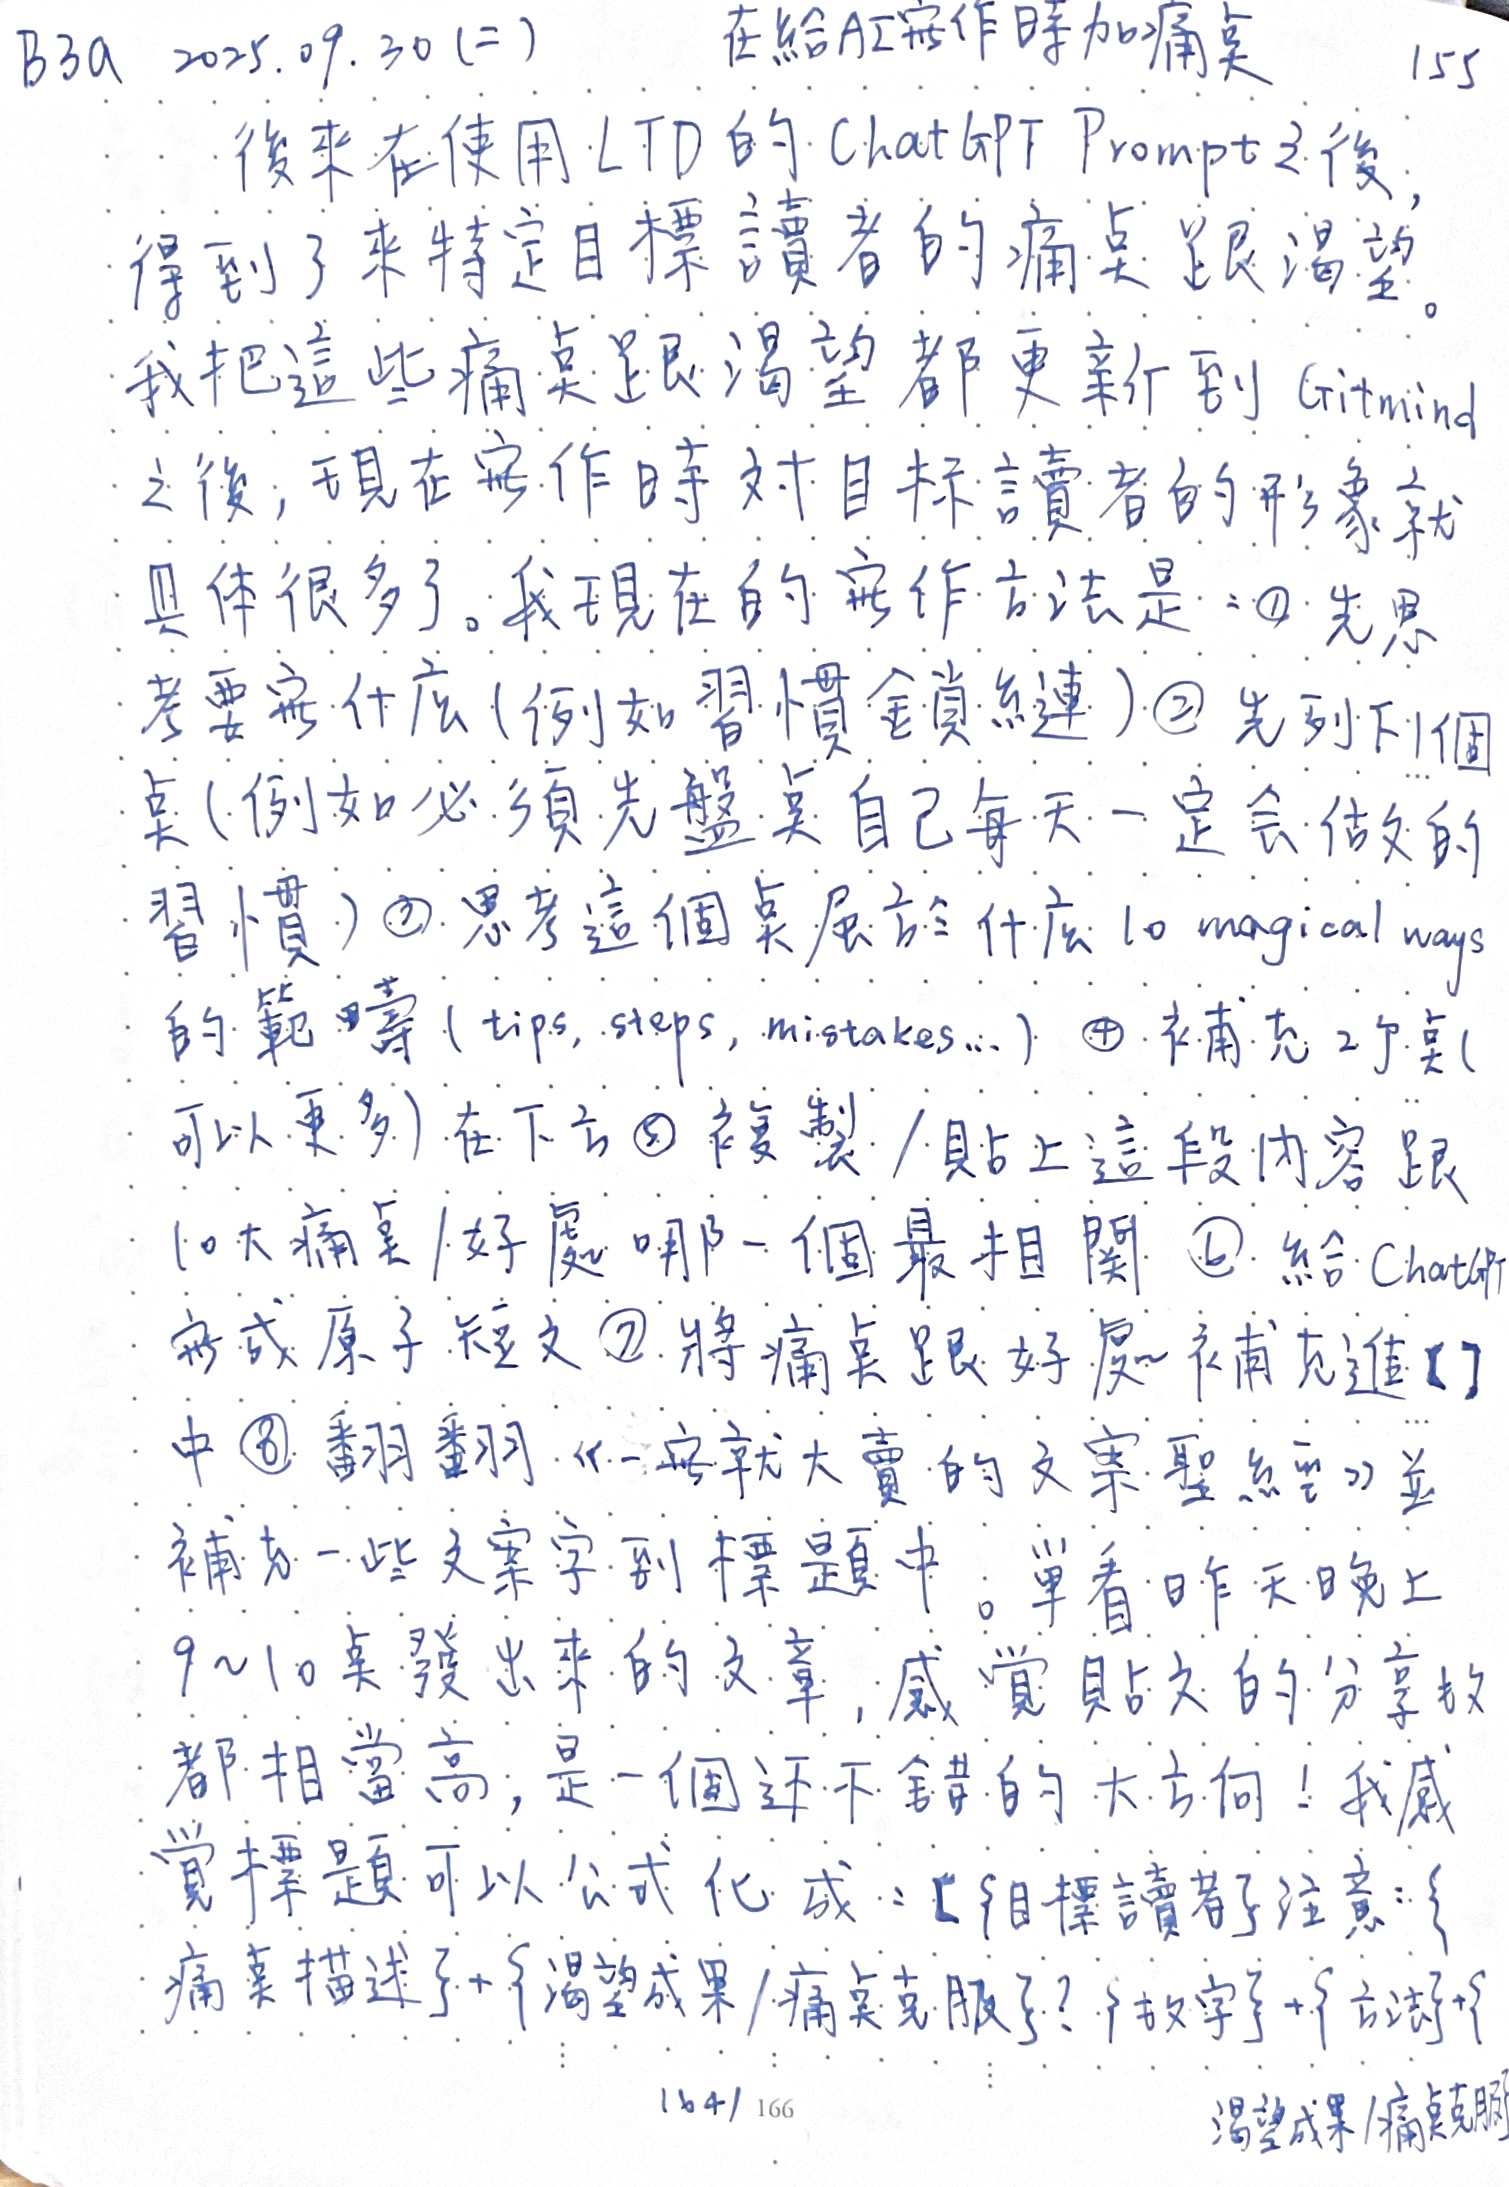 B3a 2025.09.30(二) 在給AI寫作時加痛点 155
後來在使用LTD的ChatGPT Prompt之後,
得到了來特定目標讀者的痛点跟渴望。
我把這些痛点跟渴望都更新到Gitmind
之後,現在寫作時对目标讀者的形象就
具体很多了。我現在的寫作方法是:①先思
考要寫什広(例如習慣鎖鏈)②先列下1個
点(例如必須先盤点自己每天一定会做的
習慣)③思考這個点屬於什広10 magical ways
的範疇(tips, steps, mistakes...)④補充2个点(
可以更多)在下方⑤複製/貼上這段内容跟
10大痛点/好處哪一個最相関⑥給ChatGPT
寫成原子短文⑦將痛点跟好處補充進【】
中⑧翻翻《一寫就大賣的文案聖經》並
補充一些文案字到標題中。單看昨天晚上
9~10点發出來的文章,感覚貼文的分享数
都相當高,是一個还不錯的大方向!我感
覚標題可以公式化成:【{目標讀者}注意:{
痛点描述}+{渴望成果/痛点克服}?{数字}+{方法}+{
渴望成果/痛点克服
164/166